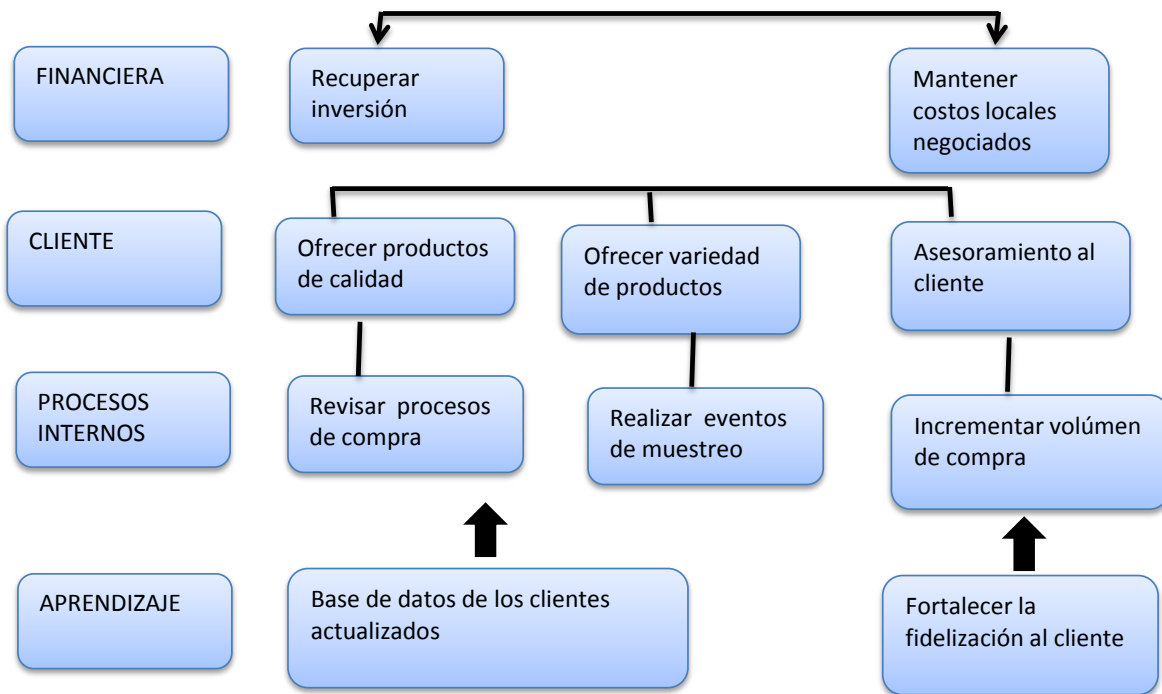 FINANCIERA
Recuperar
inversión
Mantener
costos locales
negociados
CLIENTE
Ofrecer productos
de calidad
Ofrecer variedad
de productos
Asesoramiento al
cliente
PROCESOS
INTERNOS
Revisar procesos
de compra
Realizar eventos
de muestreo
Incrementar volúmen
de compra
APRENDIZAJE
Base de datos de los clientes
actualizados
Fortalecer la
fidelización al cliente